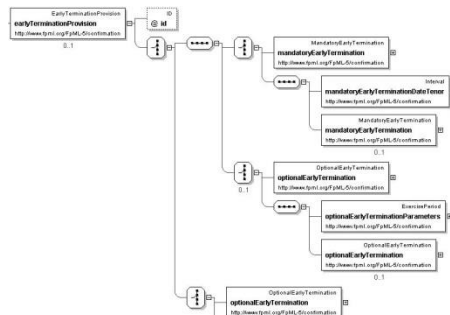 EarlyTerminationProvision
earlyTerminationProvision
http://www.fpml.org/FpML-5/confirmation
0..1
ID
@ id
MandatoryEarlyTermination
mandatoryEarlyTermination
http://www.fpml.org/FpML-5/confirmation
Interval
mandatoryEarlyTerminationDateTenor
http://www.fpml.org/FpML-5/confirmation
MandatoryEarlyTermination
mandatoryEarlyTermination
http://www.fpml.org/FpML-5/confirmation
0..1
0..1
OptionalEarlyTermination
optionalEarlyTermination
http://www.fpml.org/FpML-5/confirmation
ExercisePeriod
optionalEarlyTerminationParameters
http://www.fpml.org/FpML-5/confirmation
OptionalEarlyTermination
optionalEarlyTermination
http://www.fpml.org/FpML-5/confirmation
0..1
OptionalEarlyTermination
optionalEarlyTermination
http://www.fpml.org/FpML-5/confirmation